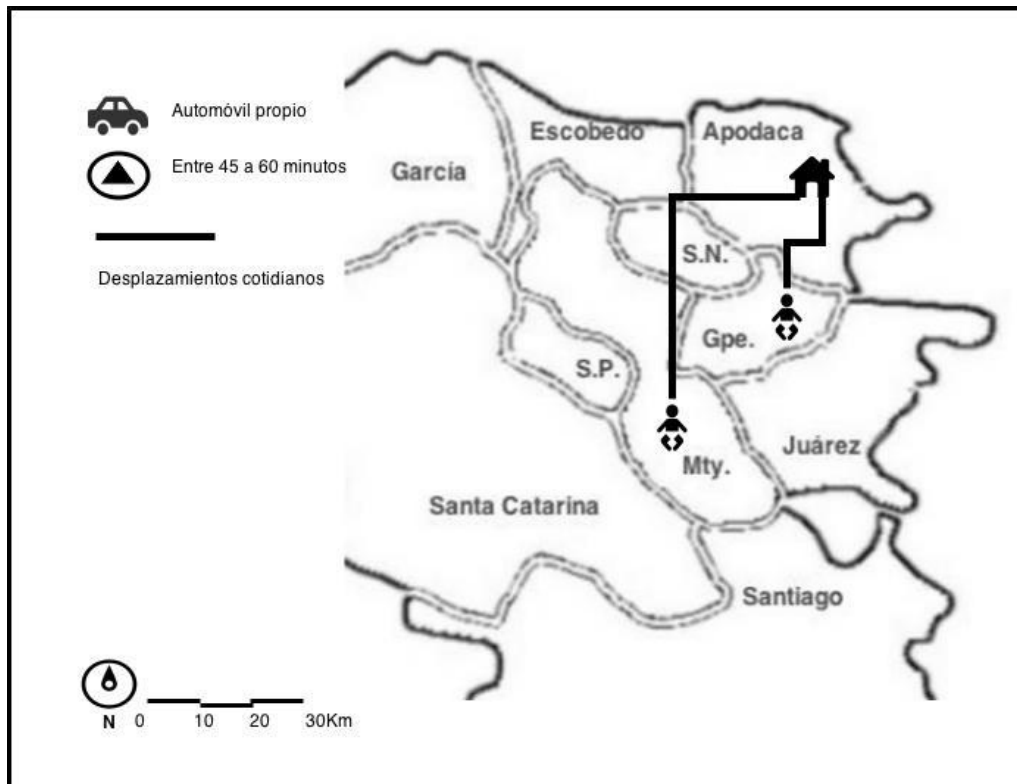 Automóvil propio
Entre 45 a 60 minutos
Desplazamientos cotidianos
Escobedo
Apodaca
García
S.N.
Gpe.
S.P.
Juárez
Mty.
Santa Catarina
Santiago
N 0 10 20 30Km